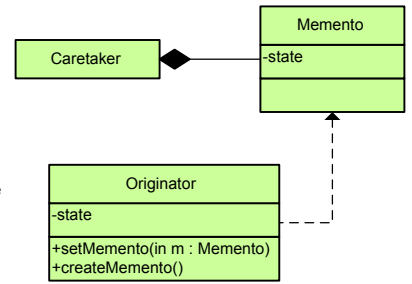 Memento
Caretaker
-state
Originator
-state
+setMemento(in m : Memento)
+createMemento()